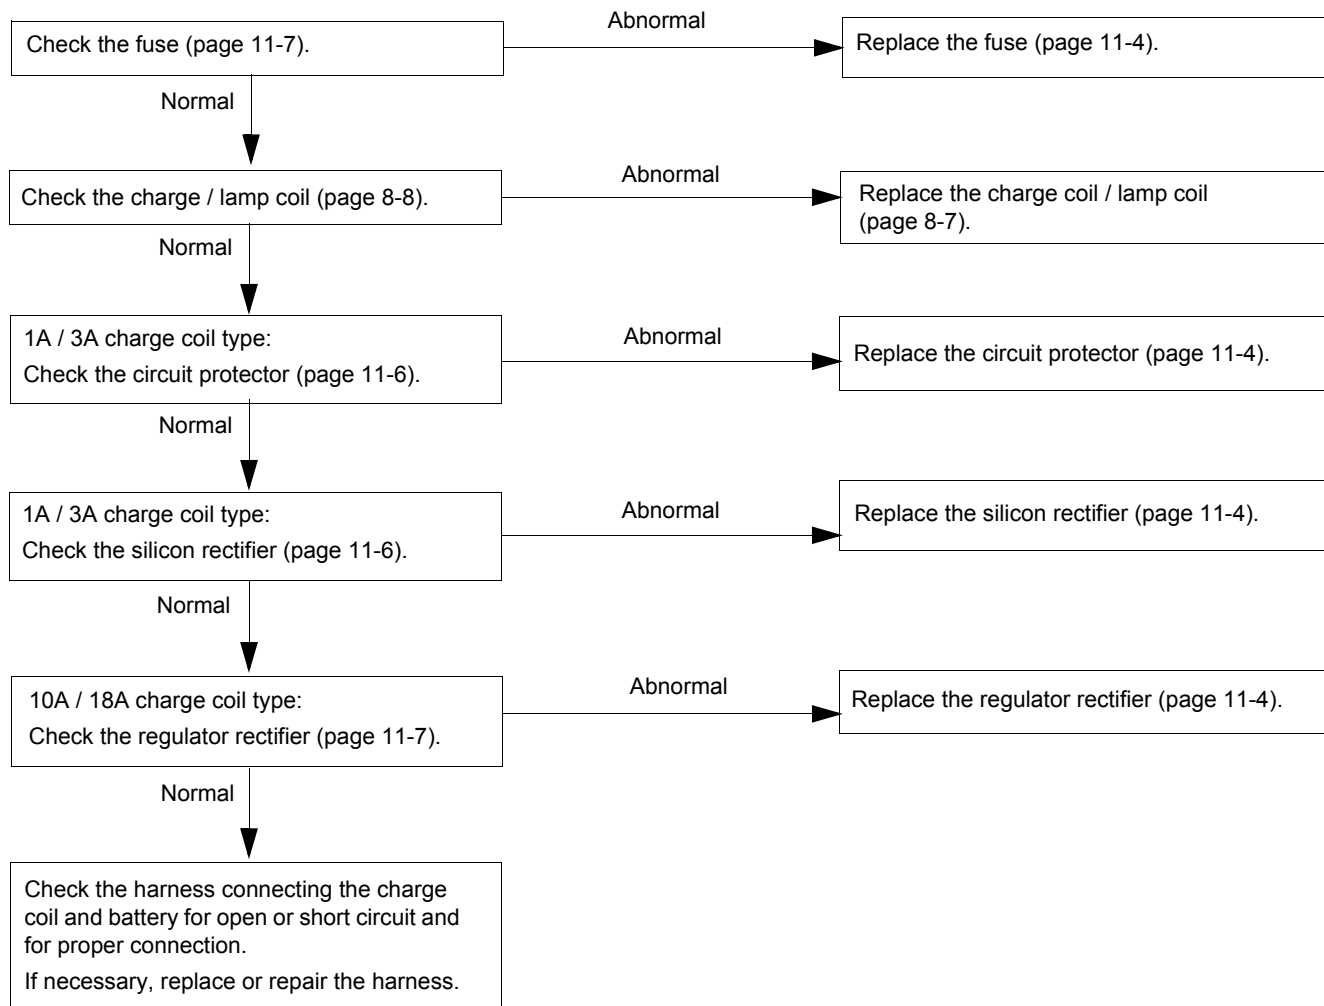 Abnormal
Check the fuse (page 11-7).
Replace the fuse (page 11-4).
Normal
Abnormal
Check the charge / lamp coil (page 8-8).
Replace the charge coil / lamp coil
(page 8-7).
Normal
1A / 3A charge coil type:
Check the circuit protector (page 11-6).
Abnormal
Replace the circuit protector (page 11-4).
Normal
1A / 3A charge coil type:
Check the silicon rectifier (page 11-6).
Abnormal
Replace the silicon rectifier (page 11-4).
Normal
10A / 18A charge coil type:
Check the regulator rectifier (page 11-7).
Abnormal
Replace the regulator rectifier (page 11-4).
Normal
Check the harness connecting the charge
coil and battery for open or short circuit and
for proper connection.
If necessary, replace or repair the harness.